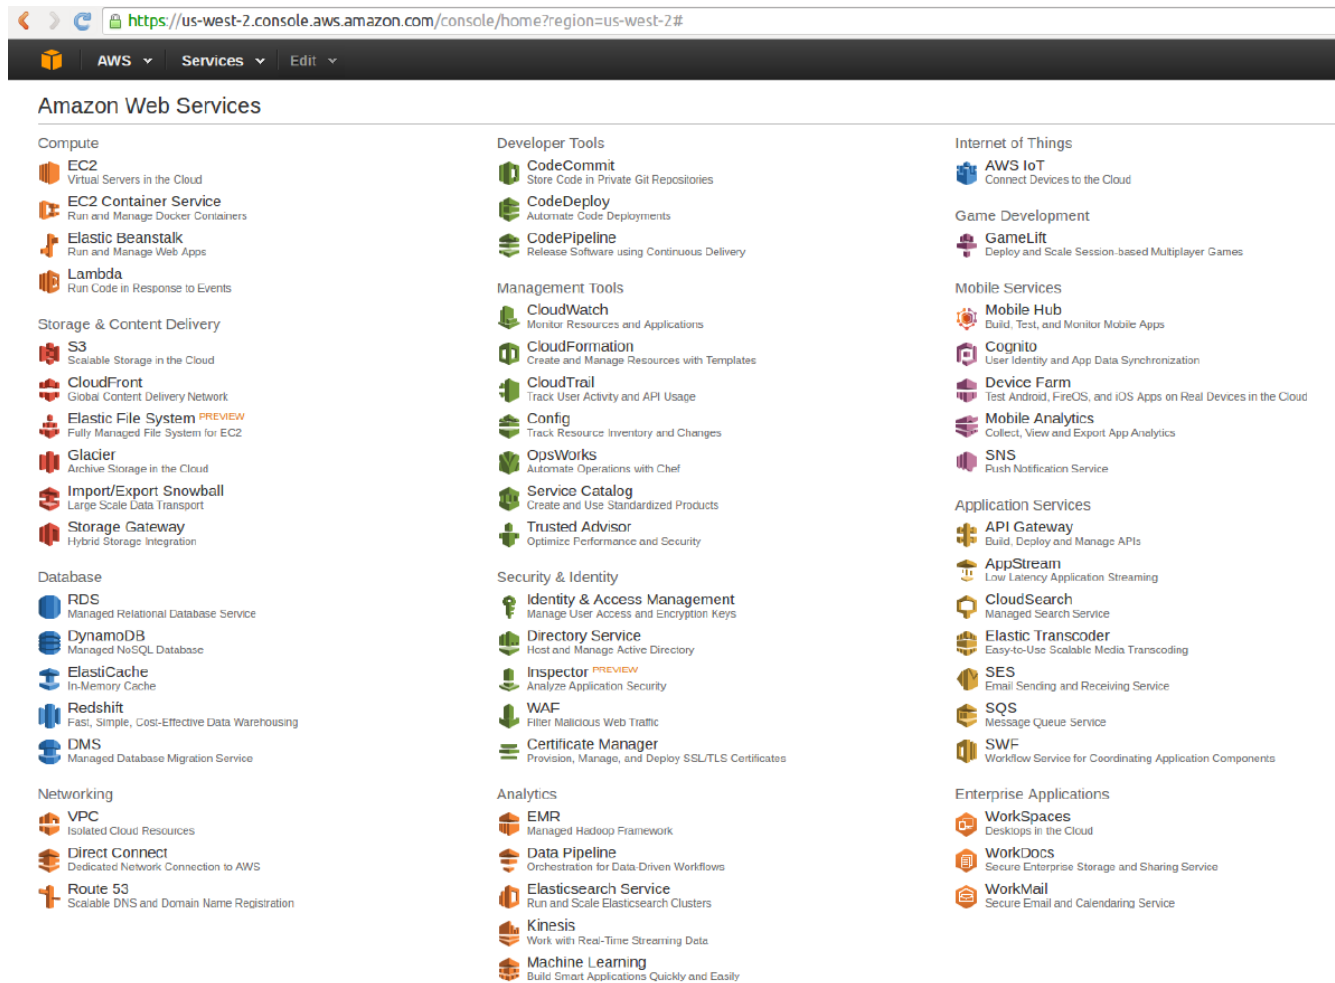 https://us-west-2.console.aws.amazon.com/console/home?region=us-west-2#
AWS Services Edit
Amazon Web Services
Compute
EC2
Virtual Servers in the Cloud
EC2 Container Service
Run and Manage Docker Containers
Elastic Beanstalk
Run and Manage Web Apps
Lambda
Run Code in Response to Events
Storage & Content Delivery
S3
Scalable Storage in the Cloud
CloudFront
Global Content Delivery Network
Elastic File System PREVIEW
Fully Managed File System for EC2
Glacier
Archive Storage in the Cloud
Import/Export Snowball
Large Scale Data Transport
Storage Gateway
Hybrid Storage Integration
Database
RDS
Managed Relational Database Service
DynamoDB
Managed NoSQL Database
ElastiCache
In-Memory Cache
Redshift
Fast, Simple, Cost-Effective Data Warehousing
DMS
Managed Database Migration Service
Networking
VPC
Isolated Cloud Resources
Direct Connect
Dedicated Network Connection to AWS
Route 53
Scalable DNS and Domain Name Registration
Developer Tools
CodeCommit
Store Code in Private Git Repositories
CodeDeploy
Automate Code Deployments
CodePipeline
Release Software using Continuous Delivery
Management Tools
CloudWatch
Monitor Resources and Applications
CloudFormation
Create and Manage Resources with Templates
CloudTrail
Track User Activity and API Usage
Config
Track Resource Inventory and Changes
OpsWorks
Automate Operations with Chef
Service Catalog
Create and Use Standardized Products
Trusted Advisor
Optimize Performance and Security
Security & Identity
Identity & Access Management
Manage User Access and Encryption Keys
Directory Service
Host and Manage Active Directory
Inspector PREVIEW
Analyze Application Security
WAF
Filter Malicious Web Traffic
Certificate Manager
Provision, Manage, and Deploy SSL/TLS Certificates
Analytics
EMR
Managed Hadoop Framework
Data Pipeline
Orchestration for Data-Driven Workflows
Elasticsearch Service
Run and Scale Elasticsearch Clusters
Kinesis
Work with Real-Time Streaming Data
Machine Learning
Build Smart Applications Quickly and Easily
Internet of Things
AWS IoT
Connect Devices to the Cloud
Game Development
GameLift
Deploy and Scale Session-based Multiplayer Games
Mobile Services
Mobile Hub
Build, Test, and Monitor Mobile Apps
Cognito
User Identity and App Data Synchronization
Device Farm
Test Android, FireOS, and iOS Apps on Real Devices in the Cloud
Mobile Analytics
Collect, View and Export App Analytics
SNS
Push Notification Service
Application Services
API Gateway
Build, Deploy and Manage APIs
AppStream
Low Latency Application Streaming
CloudSearch
Managed Search Service
Elastic Transcoder
Easy-to-Use Scalable Media Transcoding
SES
Email Sending and Receiving Service
SQS
Message Queue Service
SWF
Workflow Service for Coordinating Application Components
Enterprise Applications
WorkSpaces
Desktops in the Cloud
WorkDocs
Secure Enterprise Storage and Sharing Service
WorkMail
Secure Email and Calendaring Service